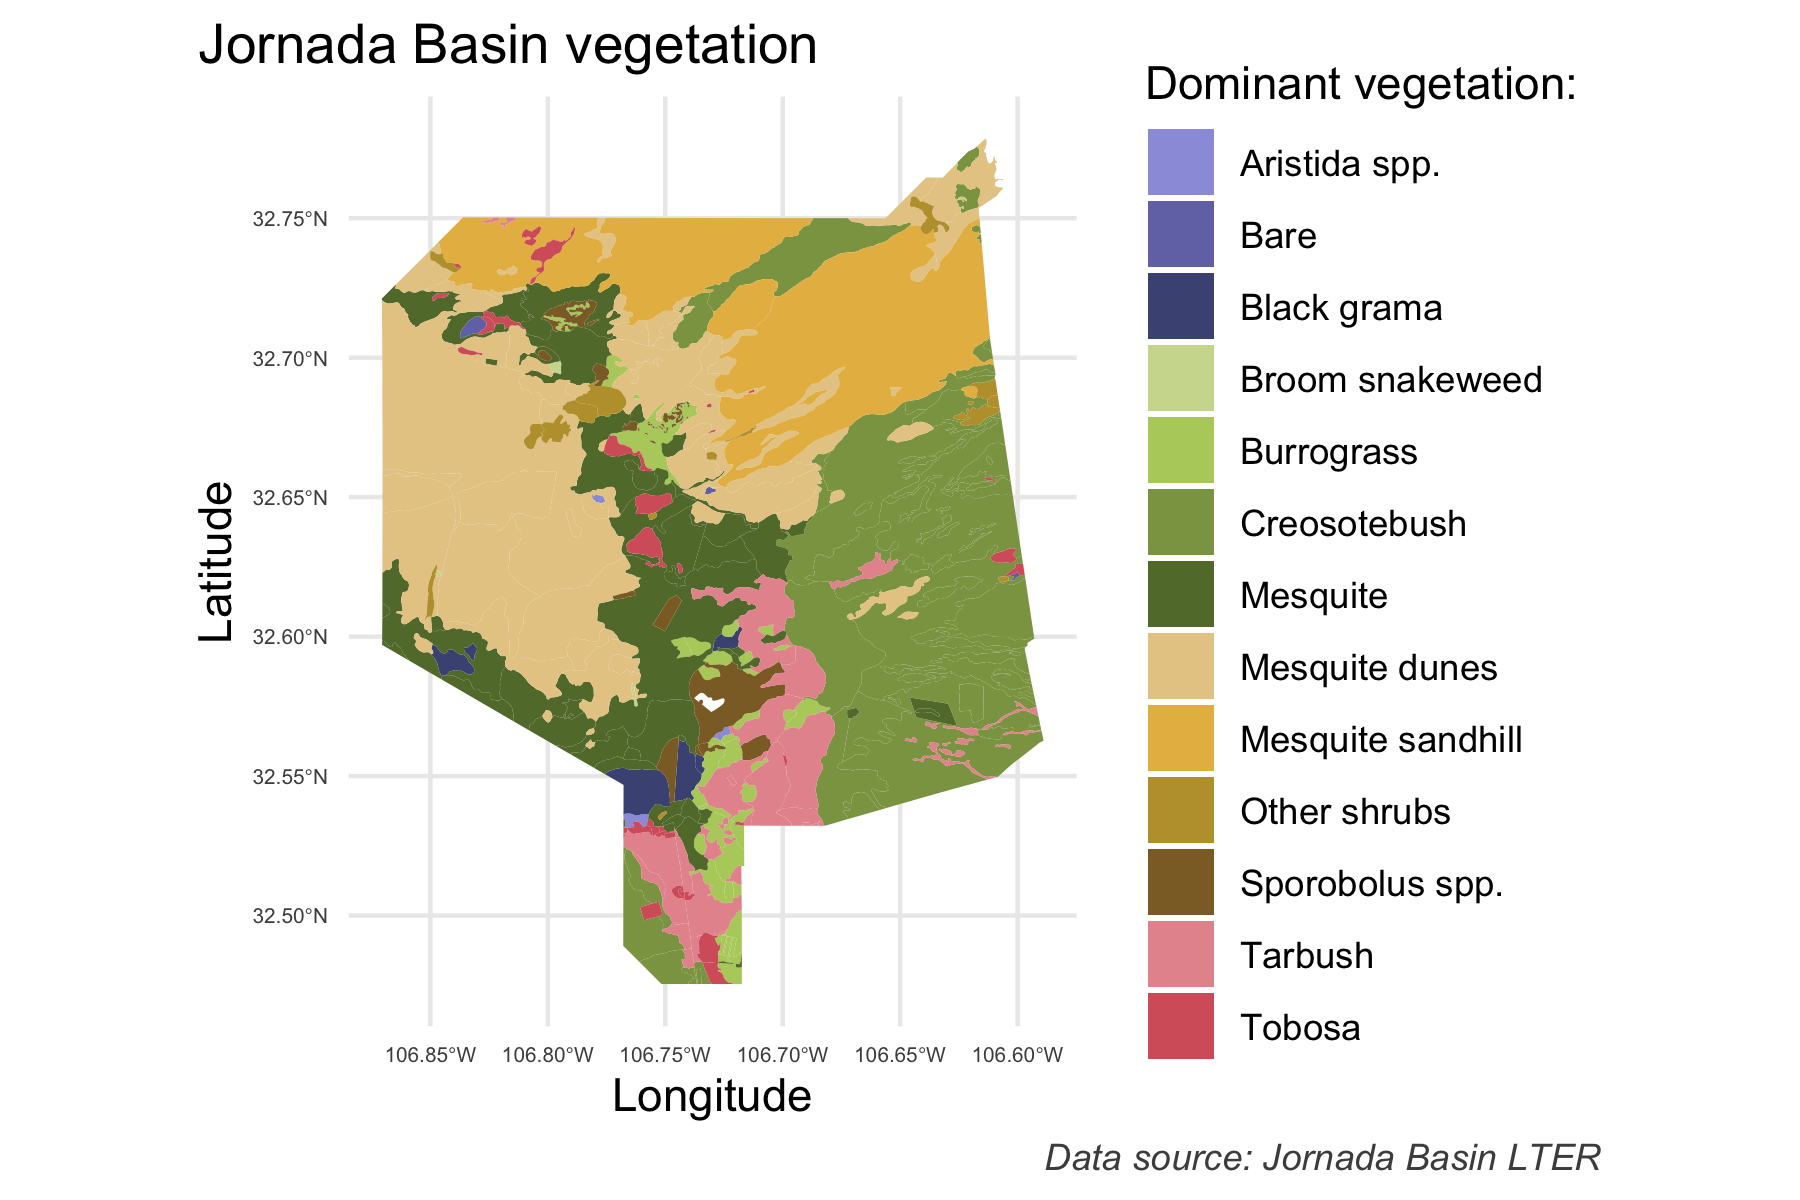 Jornada Basin vegetation
Dominant vegetation:
Aristida spp.
Bare
Black grama
Broom snakeweed
Burrograss
Creosotebush
Mesquite
Mesquite dunes
Mesquite sandhill
Other shrubs
Sporobolus spp.
Tarbush
Tobosa
Latitude
32.75°N
32.70°N
32.65°N
32.60°N
32.55°N
32.50°N
106.85°W 106.80°W 106.75°W 106.70°W 106.65°W 106.60°W
Longitude
Data source: Jornada Basin LTER